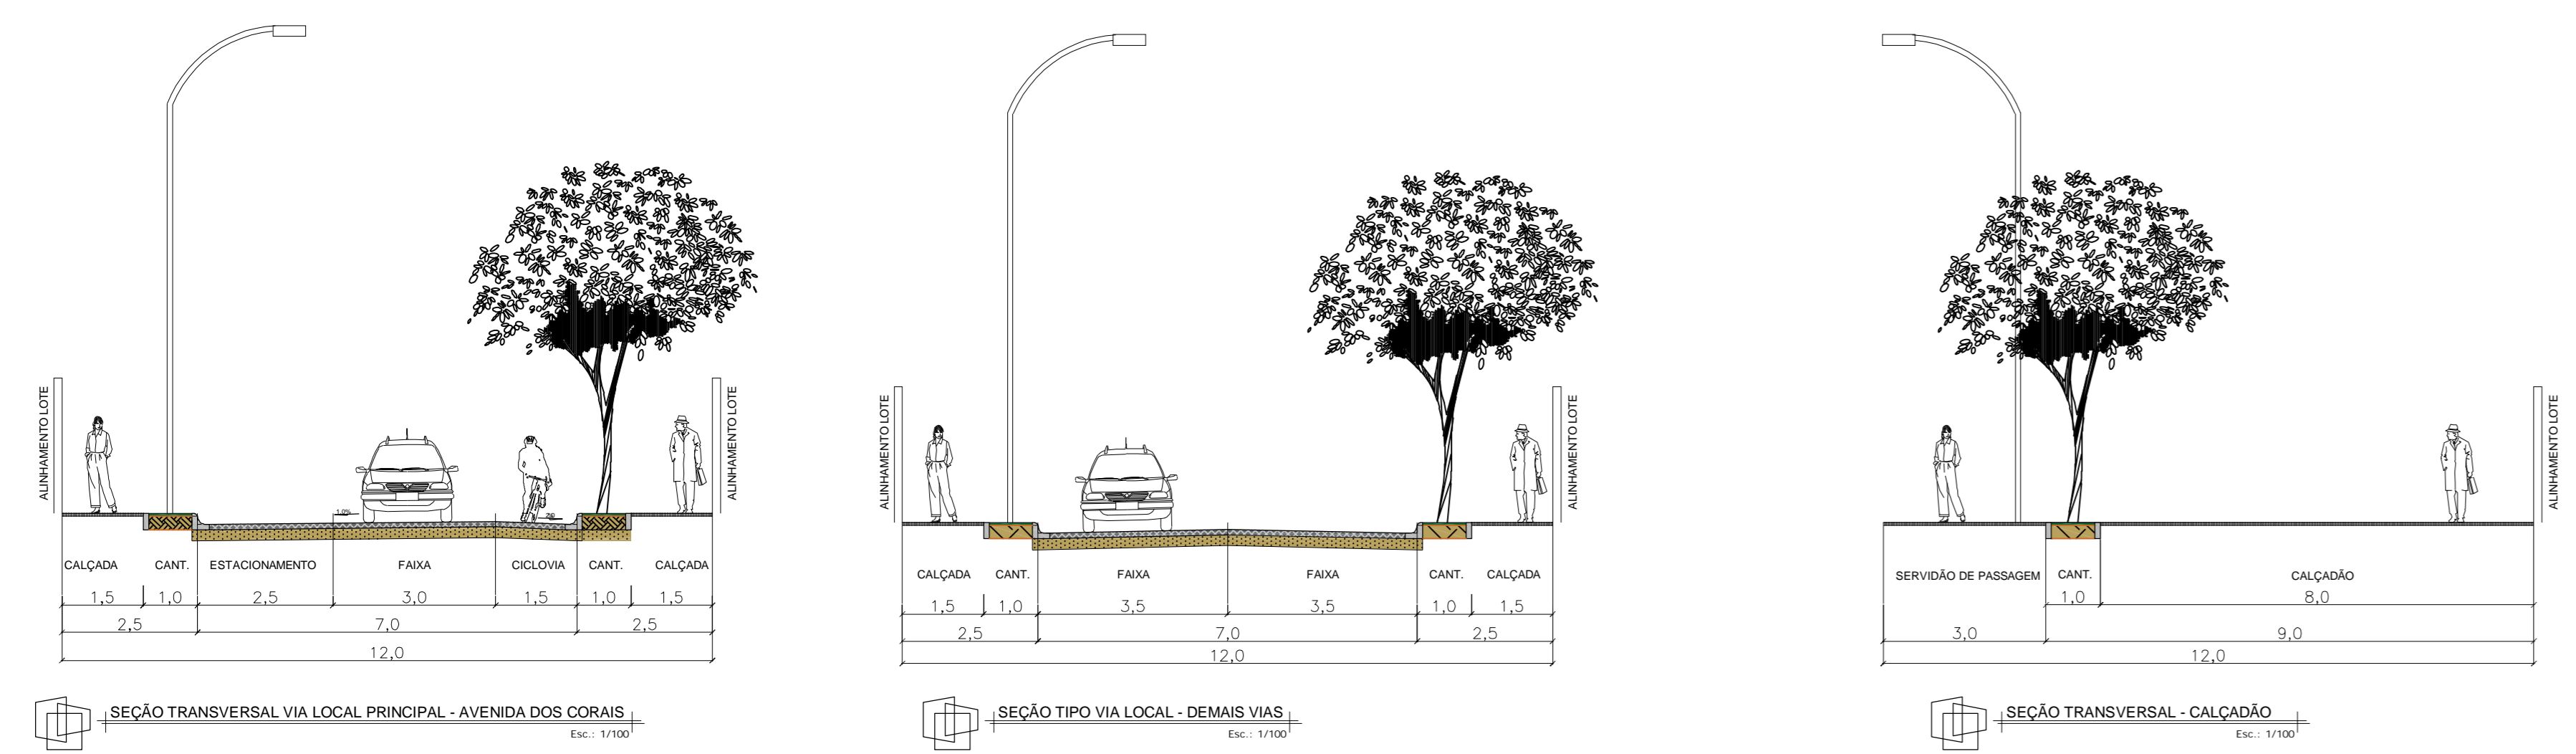 ALINHAMENTO LOTE
ALINHAMENTO LOTE
1.0%
CALÇADA CANT. ESTACIONAMENTO FAIXA CICLOVIA CANT. CALÇADA
1,5 1,0 2,5 3,0 1,5 1,0 1,5
2,5 7,0 2,5
12,0
SEÇÃO TRANSVERSAL VIA LOCAL PRINCIPAL - AVENIDA DOS CORAIS
Esc.: 1/100
ALINHAMENTO LOTE
ALINHAMENTO LOTE
CALÇADA CANT. FAIXA FAIXA CANT. CALÇADA
1,5 1,0 3,5 3,5 1,0 1,5
2,5 7,0 2,5
12,0
SEÇÃO TIPO VIA LOCAL - DEMAIS VIAS
Esc.: 1/100
ALINHAMENTO LOTE
SERVIDÃO DE PASSAGEM CANT. CALÇADÃO
1,0 8,0
3,0 9,0
12,0
SEÇÃO TRANSVERSAL - CALÇADÃO
Esc.: 1/100